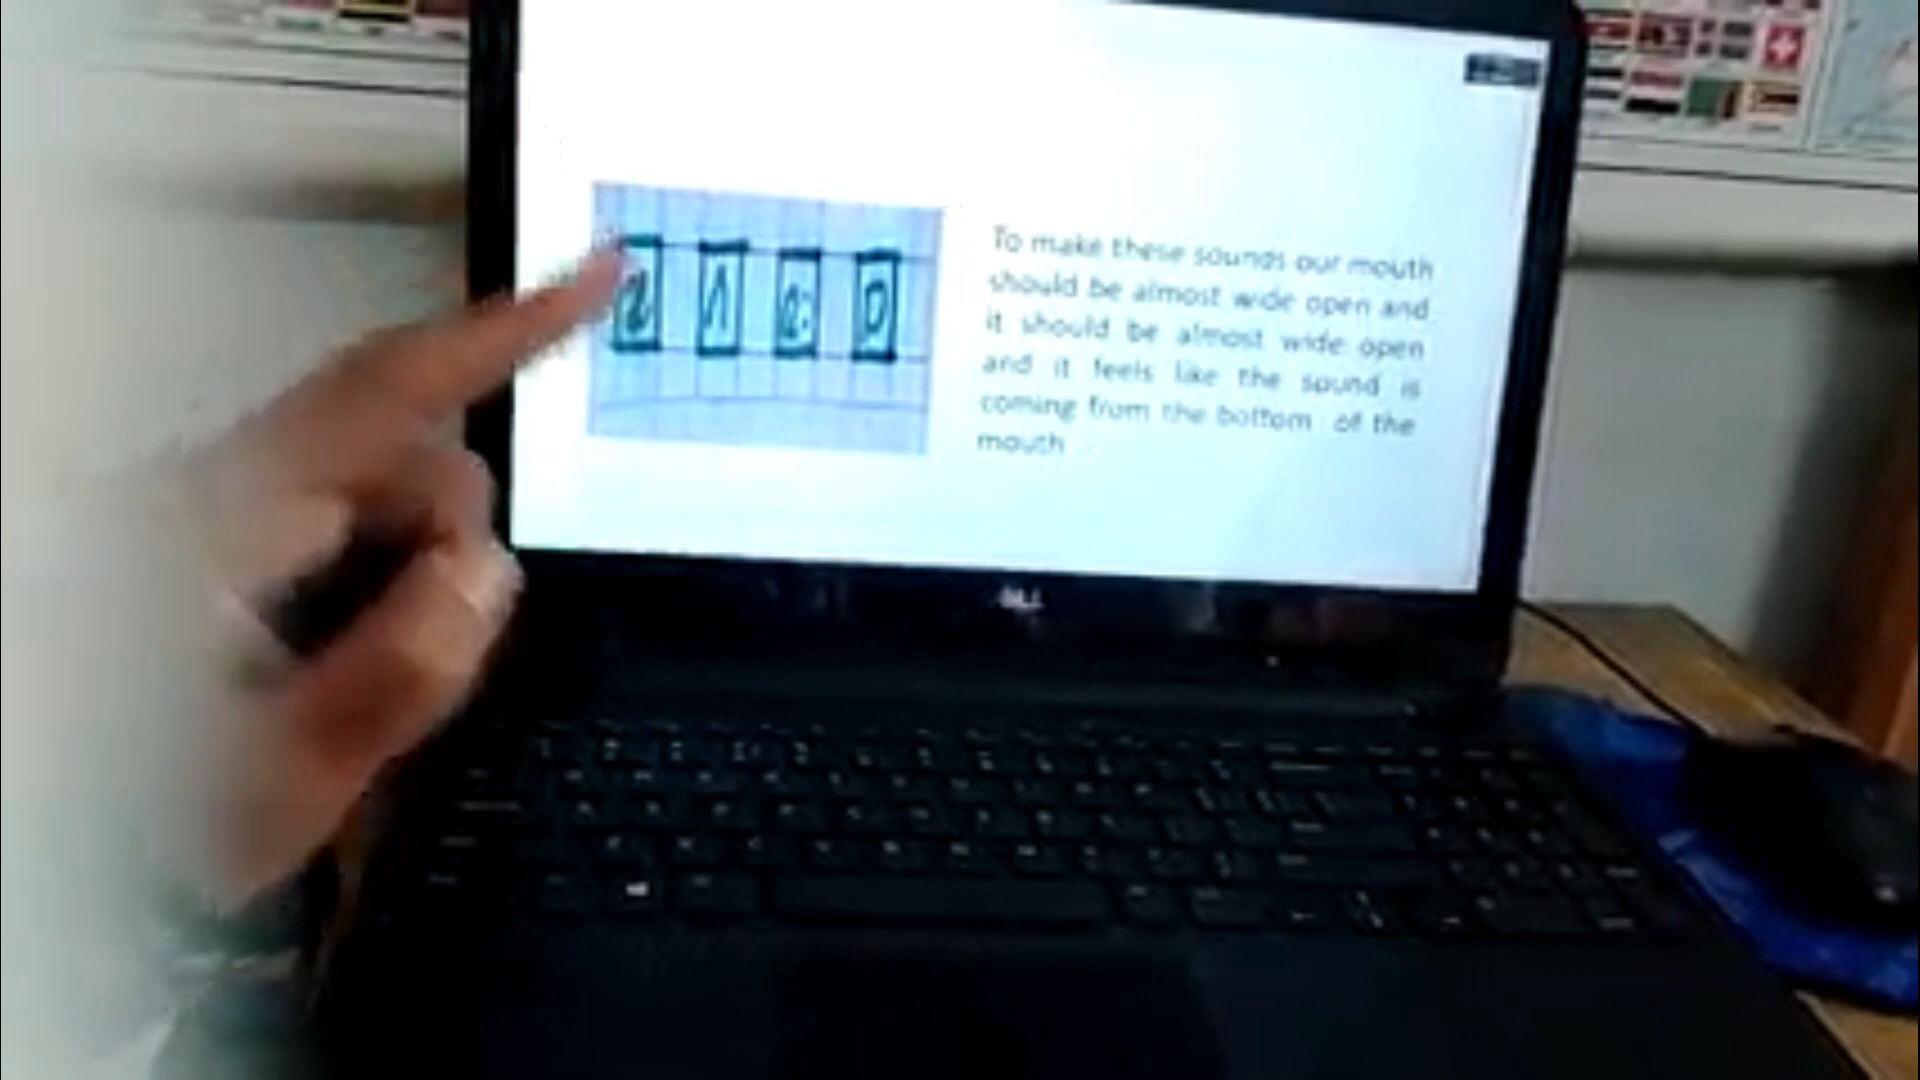 æ ʌ ɑ: ɒ
To make these sounds our mouth
should be almost wide open and
it should be almost wide open
and it feels like the sound is
coming from the bottom of the
mouth
DELL